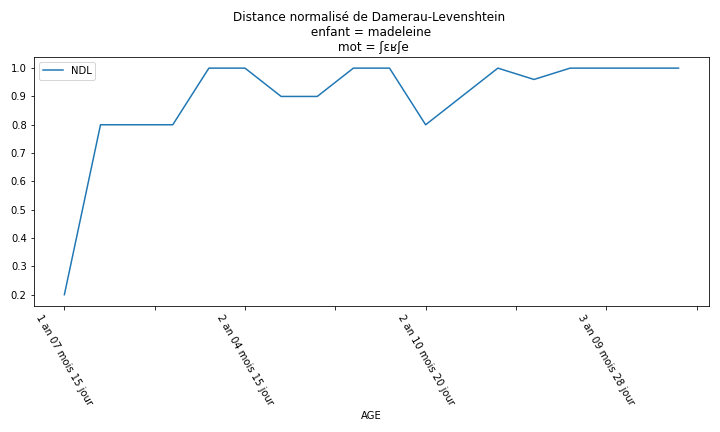 Distance normalisé de Damerau-Levenshtein
enfant = madeleine
mot = ʃɛʁʃe
NDL
1.0
0.9
0.8
0.7
0.6
0.5
0.4
0.3
0.2
1 an 07 mois 15 jour
2 an 04 mois 15 jour
2 an 10 mois 20 jour
3 an 09 mois 28 jour
AGE